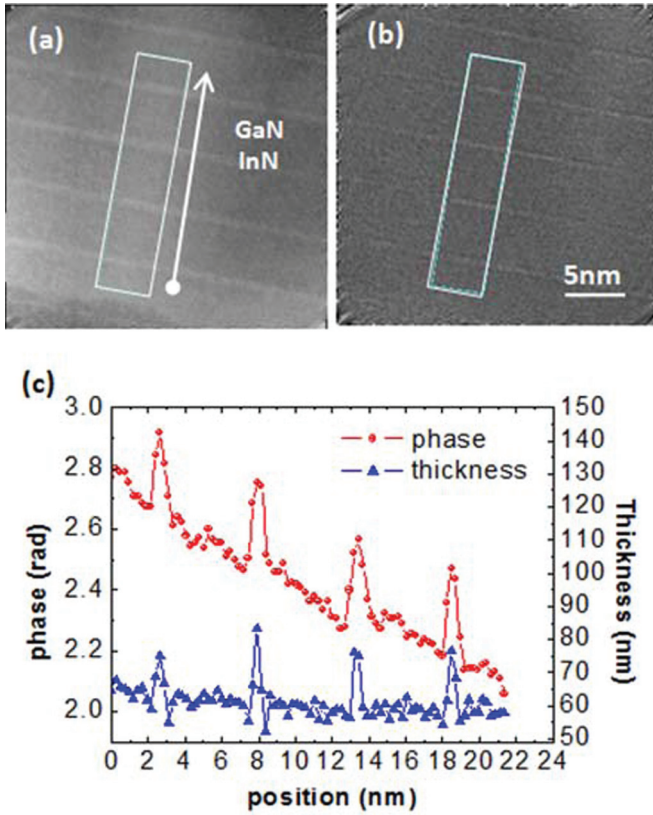 (a)
GaN
InN
(b)
5nm
(c)
phase
thickness
3.0
2.8
2.6
2.4
2.2
2.0
phase (rad)
150
140
130
120
110
100
90
80
70
60
50
Thickness (nm)
0 2 4 6 8 10 12 14 16 18 20 22 24
position (nm)